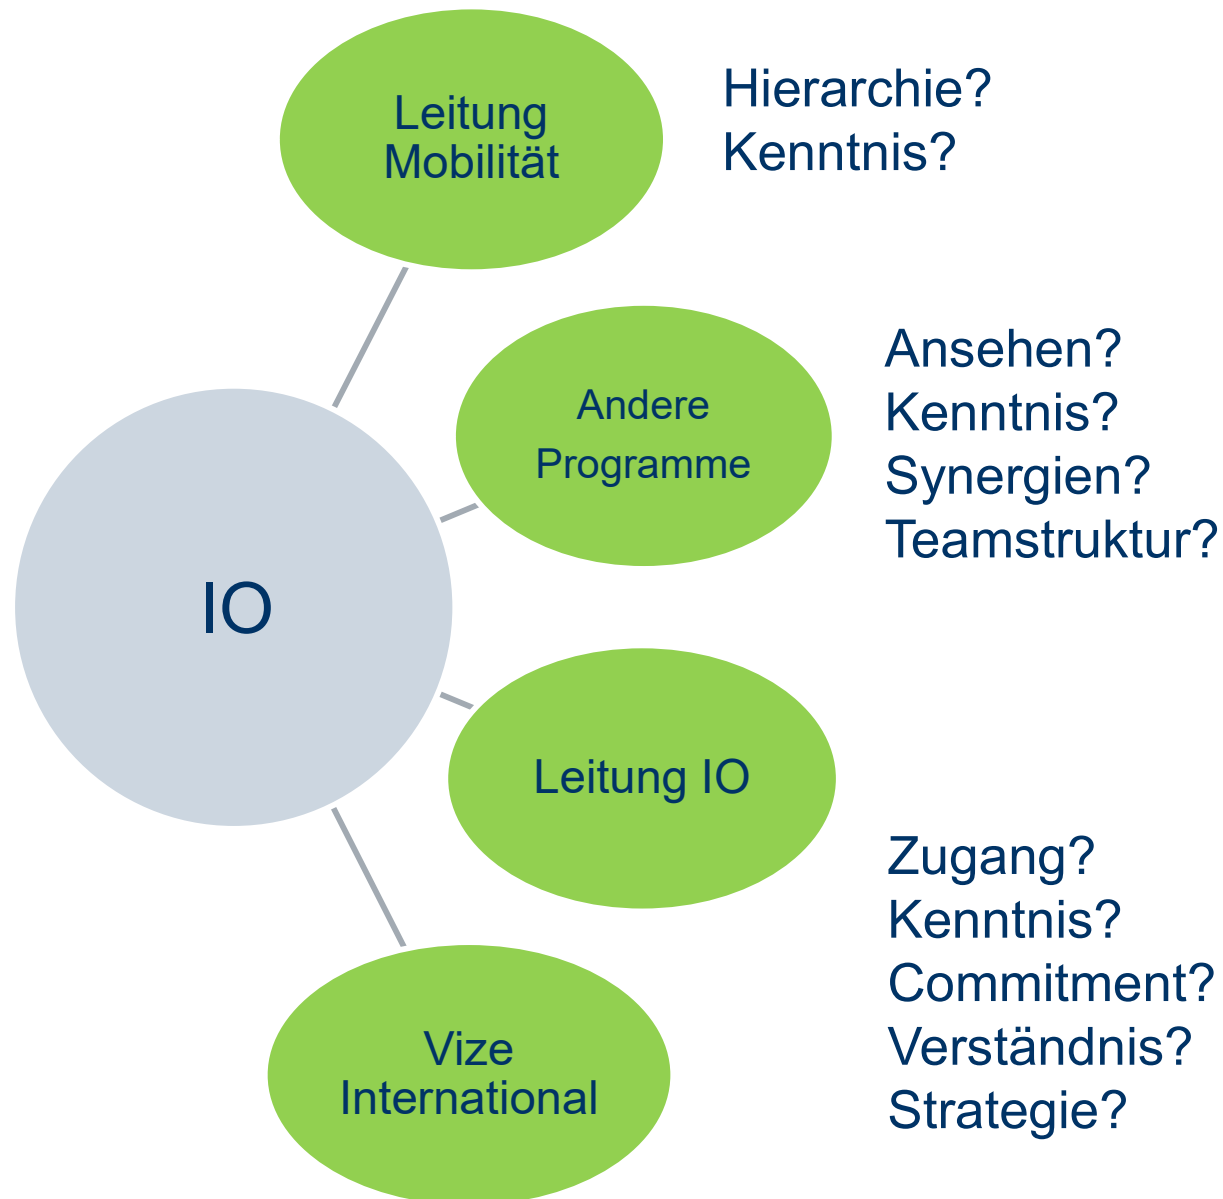 Leitung
Mobilität
Hierarchie?
Kenntnis?
Andere
Programme
Ansehen?
Kenntnis?
Synergien?
Teamstruktur?
IO
Leitung IO
Zugang?
Kenntnis?
Commitment?
Verständnis?
Strategie?
Vize
International